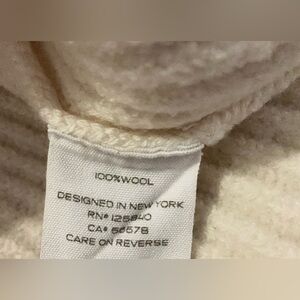 100%WOOL
DESIGNED IN NEW YORK
RN# 125840
CA# 56578
CARE ON REVERSE